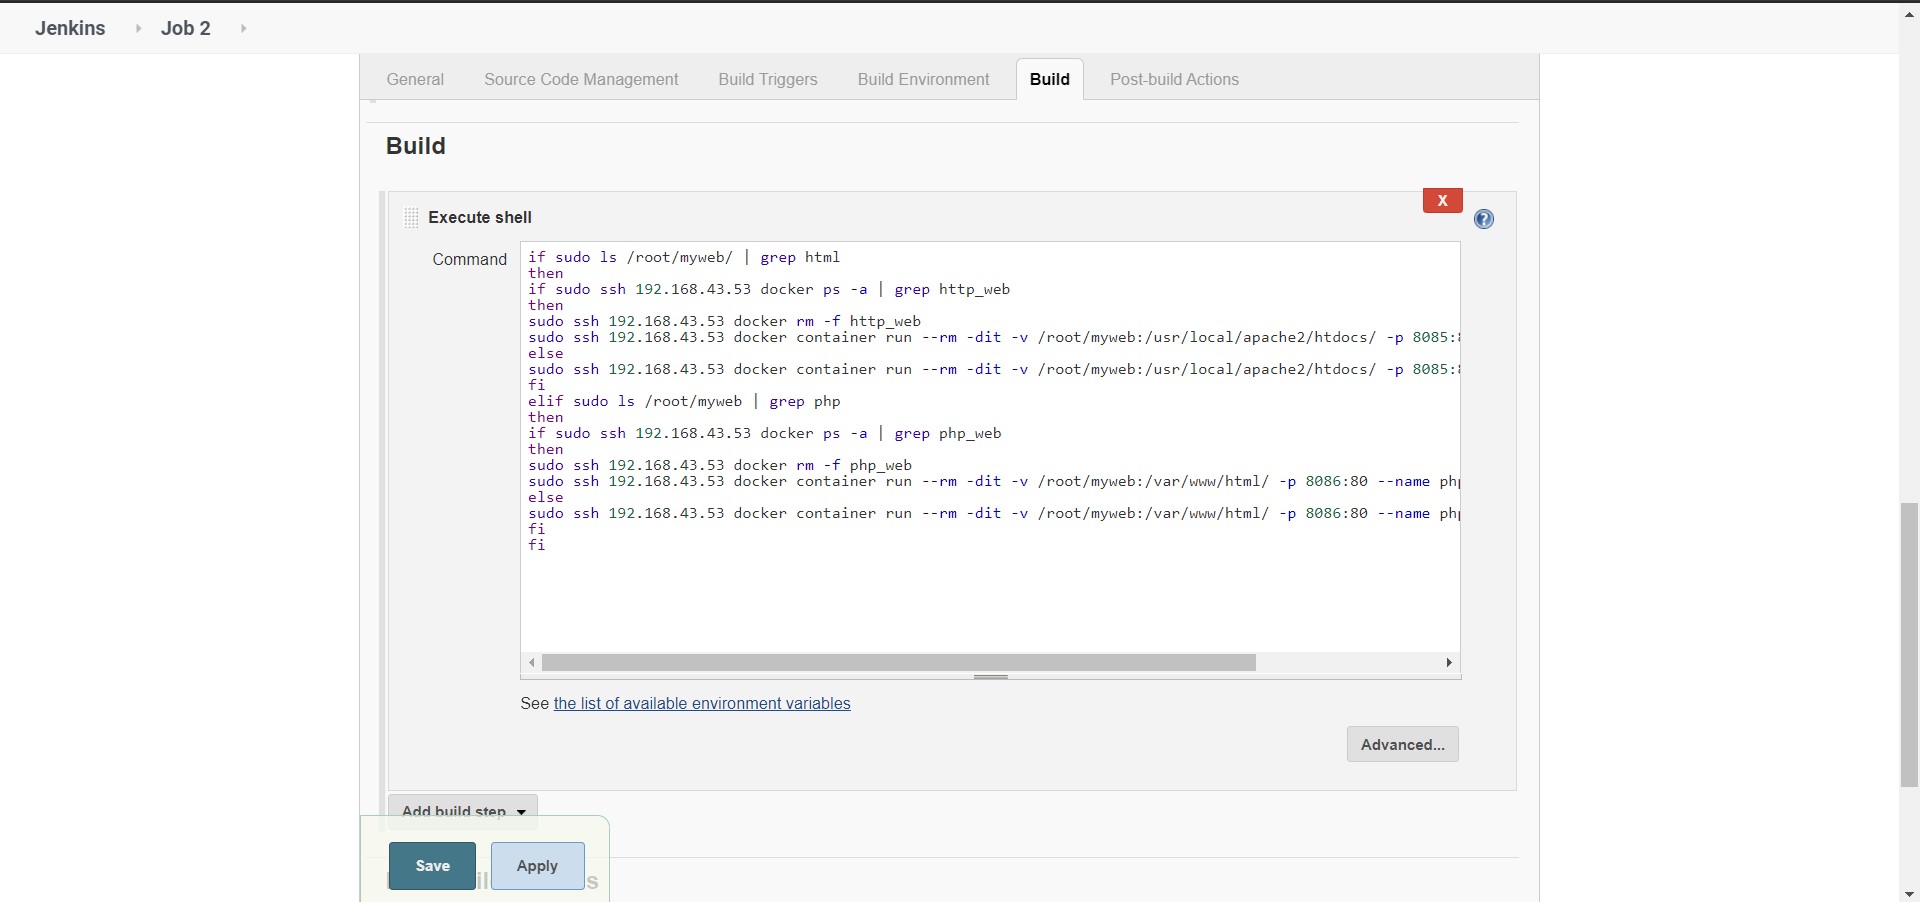 Jenkins Job 2
General Source Code Management Build Triggers Build Environment Build Post-build Actions
Build
X
Execute shell
Command
if sudo ls /root/myweb/ | grep html
then
if sudo ssh 192.168.43.53 docker ps -a | grep http_web
then
sudo ssh 192.168.43.53 docker rm -f http_web
sudo ssh 192.168.43.53 docker container run --rm -dit -v /root/myweb:/usr/local/apache2/htdocs/ -p 8085:
else
sudo ssh 192.168.43.53 docker container run --rm -dit -v /root/myweb:/usr/local/apache2/htdocs/ -p 8085:
fi
elif sudo ls /root/myweb | grep php
then
if sudo ssh 192.168.43.53 docker ps -a | grep php_web
then
sudo ssh 192.168.43.53 docker rm -f php_web
sudo ssh 192.168.43.53 docker container run --rm -dit -v /root/myweb:/var/www/html/ -p 8086:80 --name php
else
sudo ssh 192.168.43.53 docker container run --rm -dit -v /root/myweb:/var/www/html/ -p 8086:80 --name php
fi
fi
See the list of available environment variables
Advanced...
Add build step
Save Apply